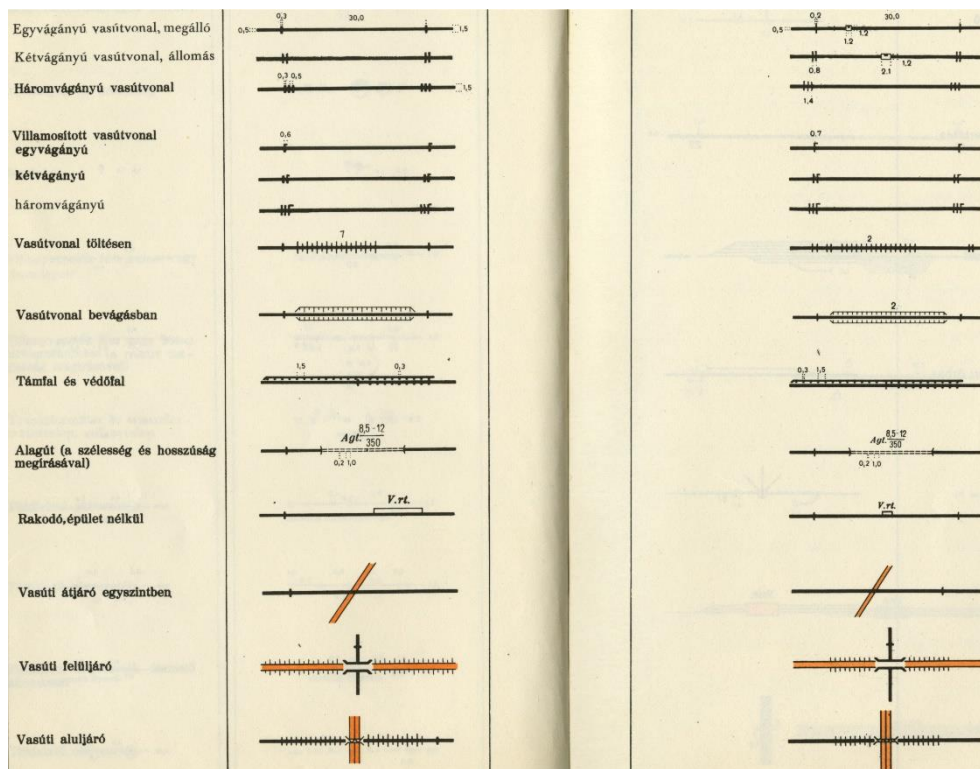 0,3 30,0 0,2 30,0
Egyvágányú vasútvonal, megálló 0,5 1,5 0,5 1,2 1,2
Kétvágányú vasútvonal, állomás 0,8 2,1 1,2
0,3 0,5
Háromvágányú vasútvonal 1,5 1,4
Villamosított vasútvonal
egyvágányú 0,6 0,7
kétvágányú
háromvágányú
Vasútvonal töltésen 7 2
Vasútvonal bevágásban 2
Támfal és védőfal 1,5 0,3 0,3 1,5
Alagút (a szélesség és hosszúság
megírásával) Agt. 8,5-12 350 0,2 1,0 Agt. 8,5-12 350 0,2 1,0
Rakodó, épület nélkül V.rt. V.rt.
Vasúti átjáró egyszintben
Vasúti felüljáró
Vasúti aluljáró